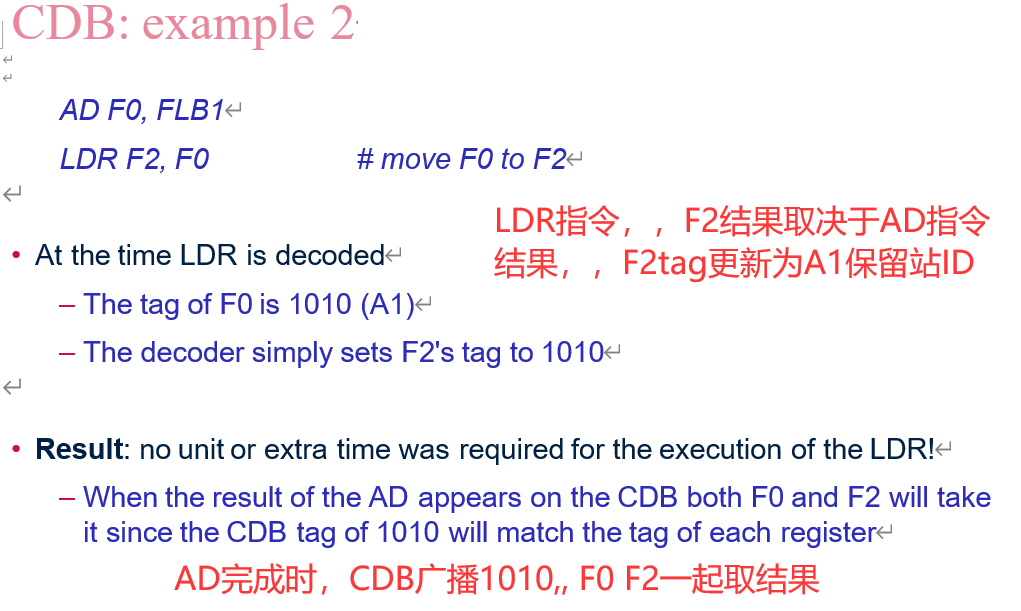 CDB: example 2
AD F0, FLB1
LDR F2, F0 # move F0 to F2
LDR指令，，F2结果取决于AD指令
结果，，F2tag更新为A1保留站ID
• At the time LDR is decoded
– The tag of F0 is 1010 (A1)
– The decoder simply sets F2's tag to 1010
• Result: no unit or extra time was required for the execution of the LDR!
– When the result of the AD appears on the CDB both F0 and F2 will take
it since the CDB tag of 1010 will match the tag of each register
AD完成时，CDB广播1010,, F0 F2一起取结果